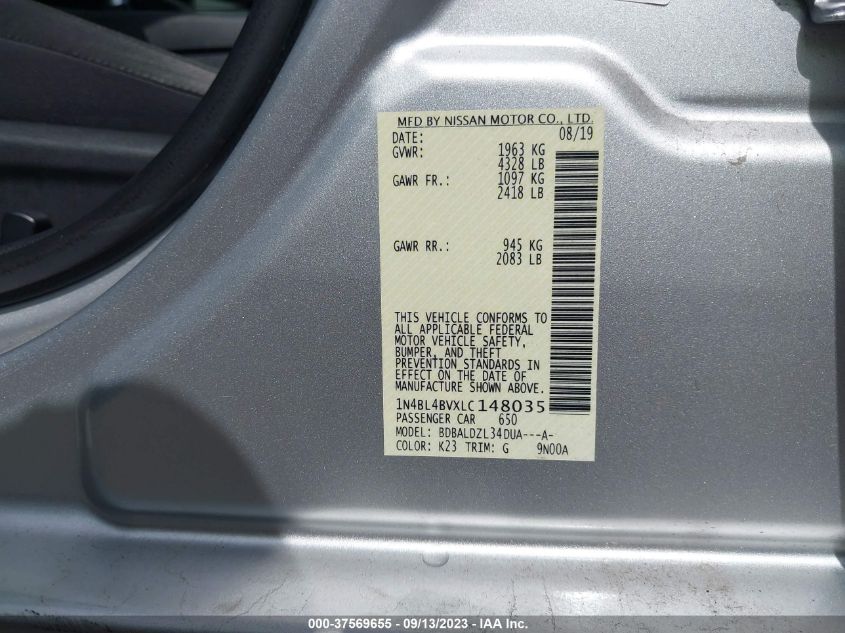 MFD BY NISSAN MOTOR CO., LTD.
DATE: 08/19
GVWR: 1963 KG
4328 LB
GAWR FR.: 1097 KG
2418 LB
GAWR RR.: 945 KG
2083 LB
THIS VEHICLE CONFORMS TO
ALL APPLICABLE FEDERAL
MOTOR VEHICLE SAFETY,
BUMPER, AND THEFT
PREVENTION STANDARDS IN
EFFECT ON THE DATE OF
MANUFACTURE SHOWN ABOVE.
1N4BL4BVXLC148035
PASSENGER CAR 650
MODEL: BDBALDZL34DUA---A-
COLOR: K23 TRIM: G 9N00A
000-37569655 - 09/13/2023 - IAAI.COM